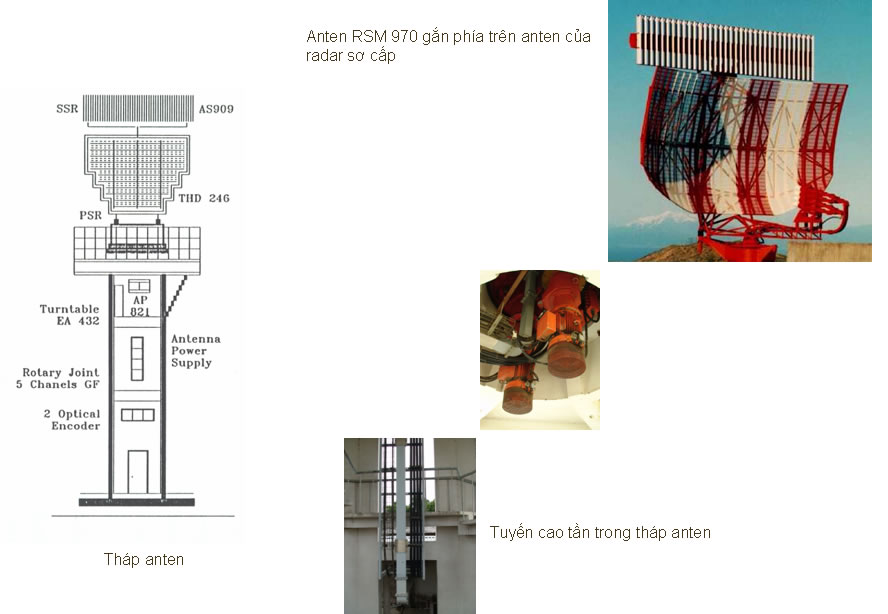 Anten RSM 970 gắn phía trên anten của
radar sơ cấp
SSR
AS909
THD 246
PSR
AP
821
Turntable
EA 432
Antenna
Power
Supply
Rotary Joint
5 Chanels GF
2 Optical
Encoder
Tháp anten
Tuyến cao tần trong tháp anten